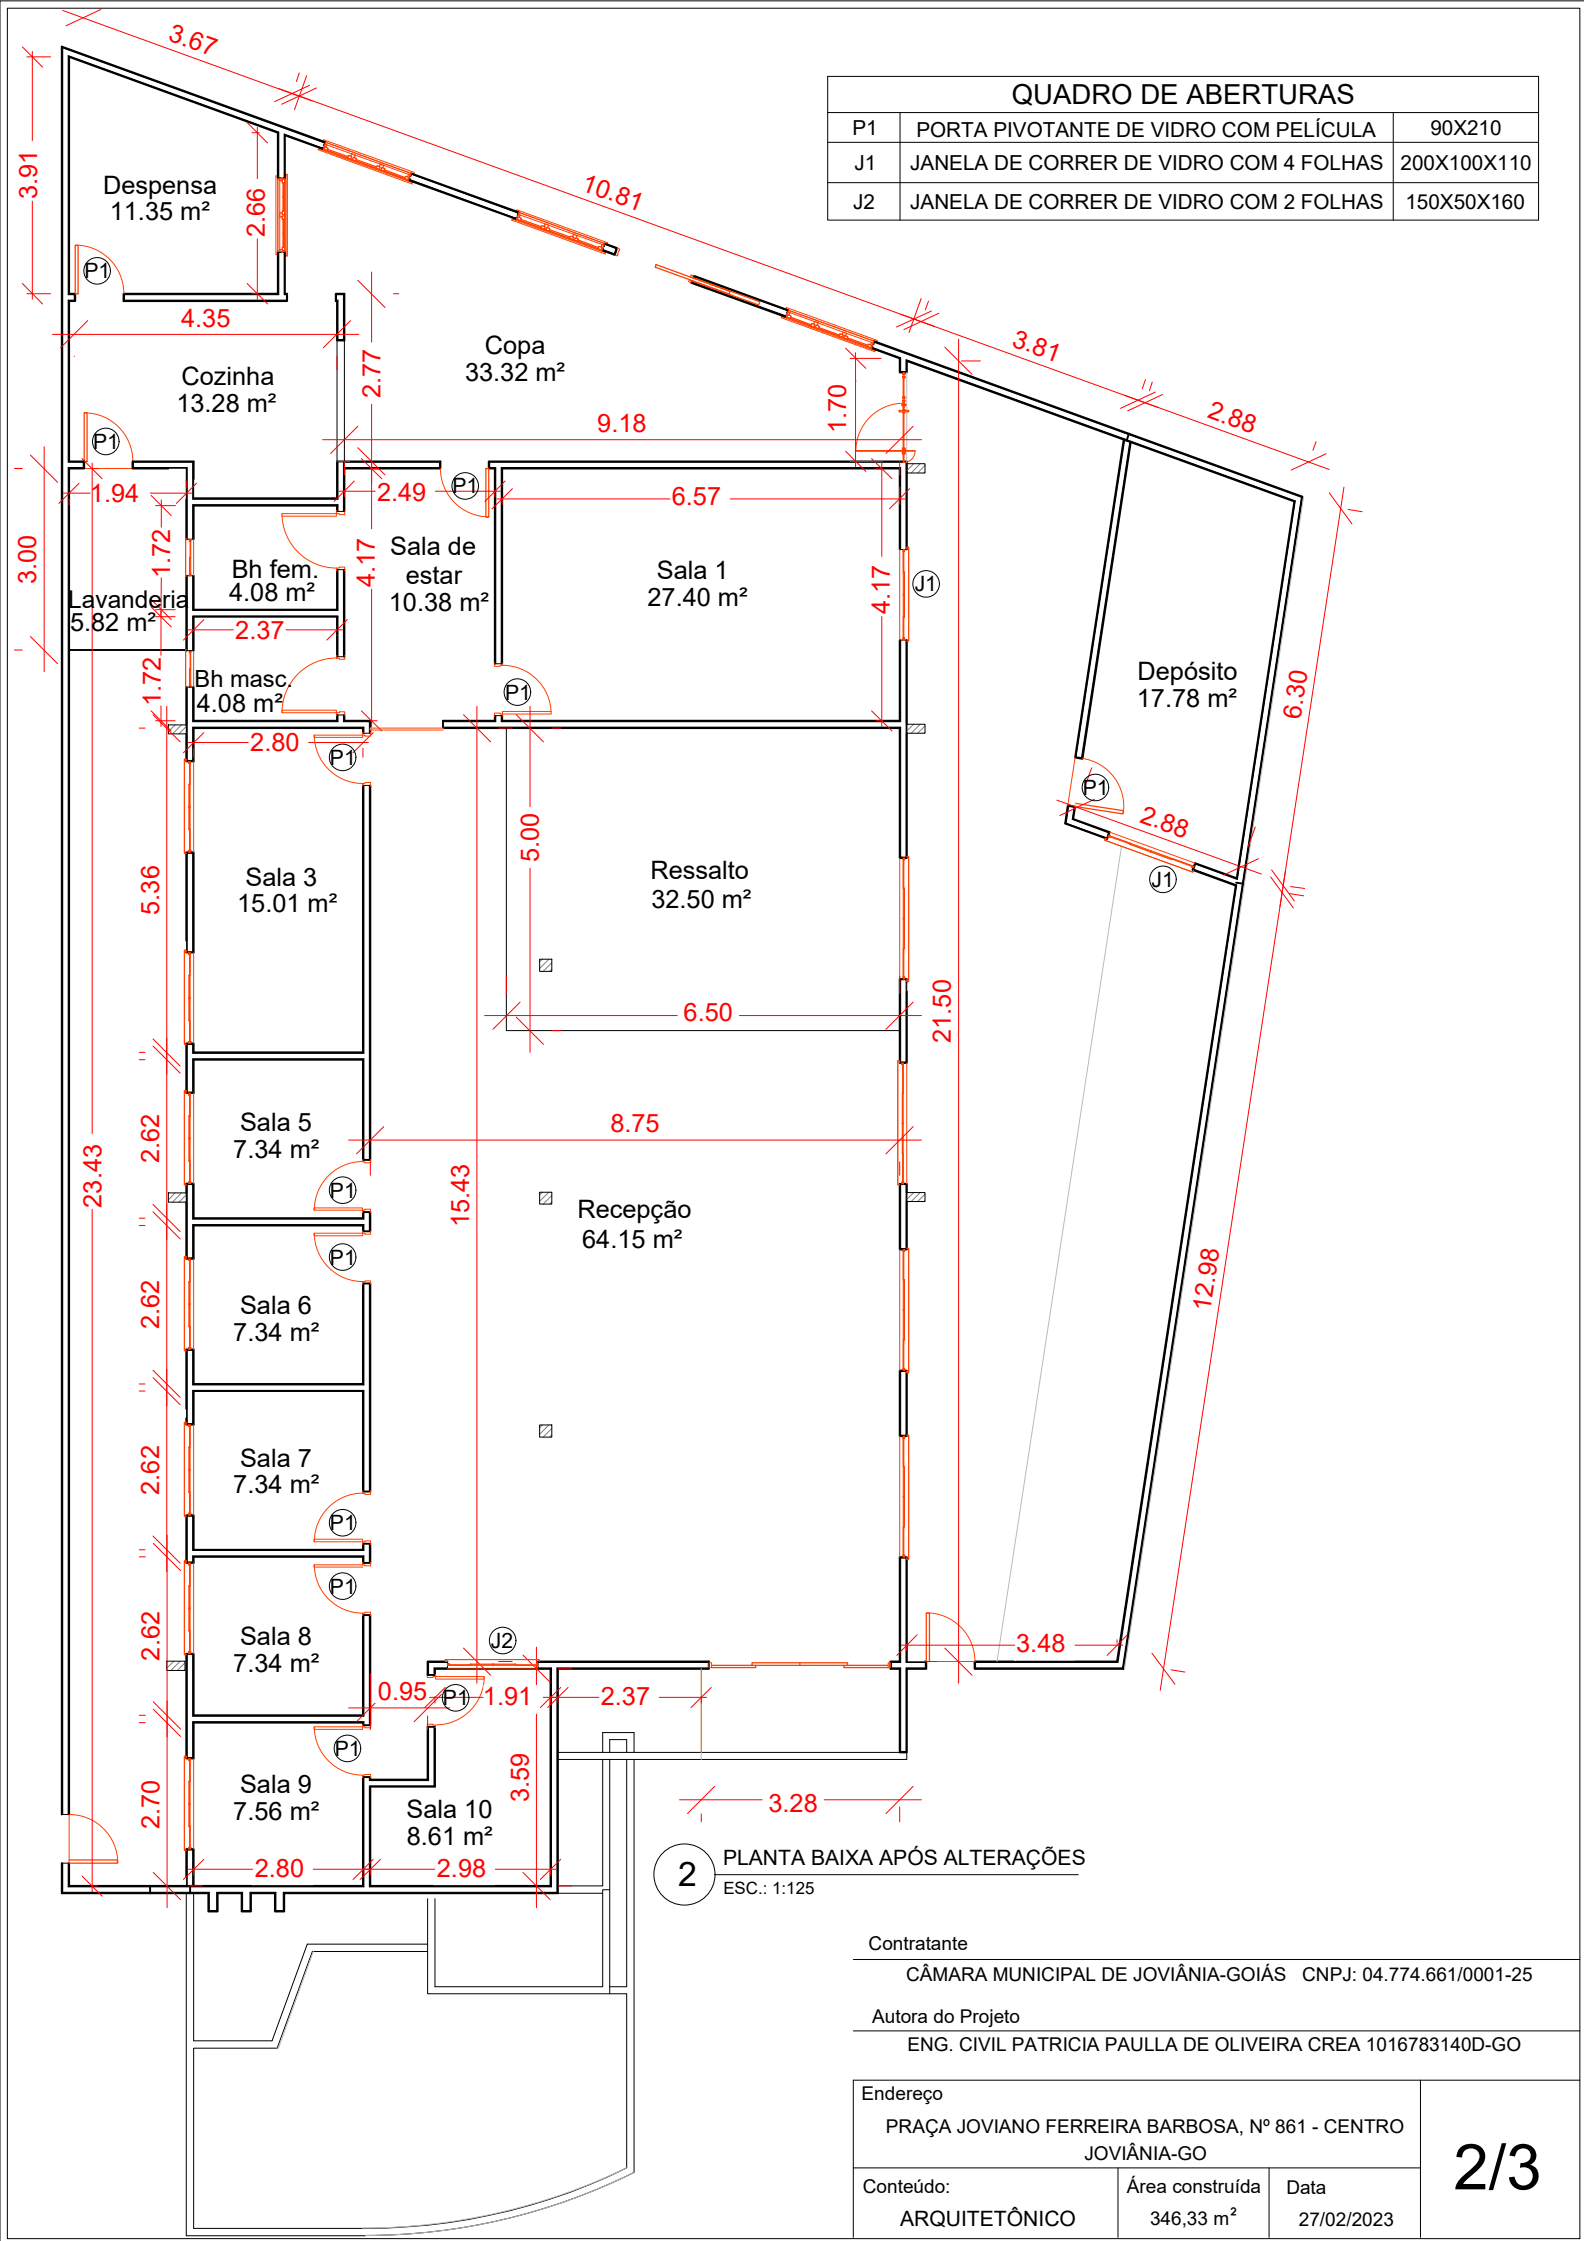 3.67
QUADRO DE ABERTURAS
P1 PORTA PIVOTANTE DE VIDRO COM PELÍCULA 90X210
J1 JANELA DE CORRER DE VIDRO COM 4 FOLHAS 200X100X110
J2 JANELA DE CORRER DE VIDRO COM 2 FOLHAS 150X50X160
3.91
Despensa
11.35 m²
2.66
10.81
P1
4.35
Copa
33.32 m²
2.77
3.81
Cozinha
13.28 m²
1.70
2.88
9.18
P1
1.94
2.49
P1
6.57
3.00
1.72
Bh fem.
4.08 m²
4.17
Sala de
estar
10.38 m²
Sala 1
27.40 m²
4.17
J1
Lavanderia
5.82 m²
2.37
Bh masc.
4.08 m²
1.72
P1
Depósito
17.78 m²
6.30
2.80
P1
P1
2.88
J1
5.00
Ressalto
32.50 m²
5.36
Sala 3
15.01 m²
6.50
21.50
Sala 5
7.34 m²
2.62
8.75
23.43
15.43
P1
Recepção
64.15 m²
P1
12.98
2.62
Sala 6
7.34 m²
2.62
Sala 7
7.34 m²
P1
P1
2.62
Sala 8
7.34 m²
J2
3.48
0.95
P1
1.91
2.37
P1
2.70
Sala 9
7.56 m²
3.59
Sala 10
8.61 m²
3.28
2.80
2.98
2
PLANTA BAIXA APÓS ALTERAÇÕES
ESC.: 1:125
Contratante
CÂMARA MUNICIPAL DE JOVIÂNIA-GOIÁS CNPJ: 04.774.661/0001-25
Autora do Projeto
ENG. CIVIL PATRICIA PAULLA DE OLIVEIRA CREA 1016783140D-GO
Endereço
PRAÇA JOVIANO FERREIRA BARBOSA, Nº 861 - CENTRO
JOVIÂNIA-GO
2/3
Conteúdo:
ARQUITETÔNICO
Área construída
346,33 m²
Data
27/02/2023